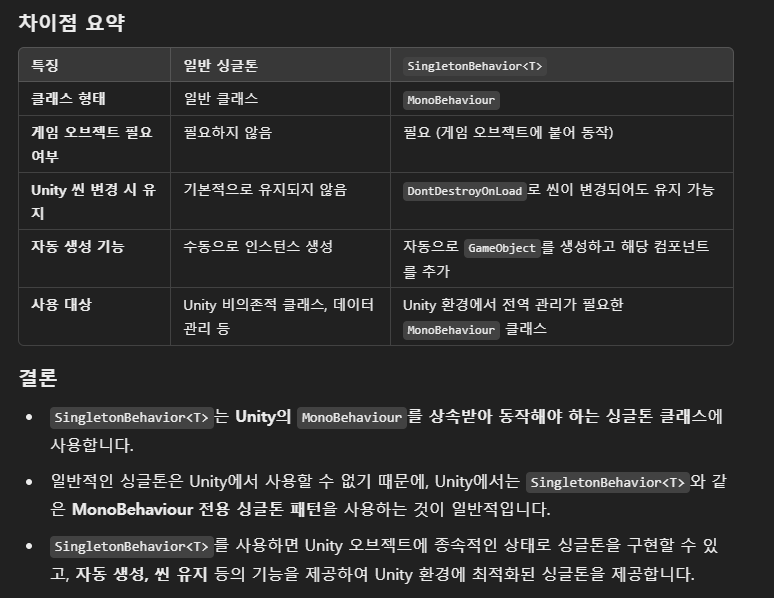 차이점 요약
특징 일반 싱글톤 SingletonBehavior<T>
클래스 형태 일반 클래스 MonoBehaviour
게임 오브젝트 필요 여부 필요하지 않음 필요 (게임 오브젝트에 붙어 동작)
Unity 씬 변경 시 유지 기본적으로 유지되지 않음 DontDestroyOnLoad로 씬이 변경되어도 유지 가능
자동 생성 기능 수동으로 인스턴스 생성 자동으로 GameObject를 생성하고 해당 컴포넌트를 추가
사용 대상 Unity 비의존적 클래스, 데이터 관리 등 Unity 환경에서 전역 관리가 필요한 MonoBehaviour 클래스
결론
• SingletonBehavior<T>는 Unity의 MonoBehaviour를 상속받아 동작해야 하는 싱글톤 클래스에
사용합니다.
• 일반적인 싱글톤은 Unity에서 사용할 수 없기 때문에, Unity에서는 SingletonBehavior<T>와 같
은 MonoBehaviour 전용 싱글톤 패턴을 사용하는 것이 일반적입니다.
• SingletonBehavior<T>를 사용하면 Unity 오브젝트에 종속적인 상태로 싱글톤을 구현할 수 있
고, 자동 생성, 씬 유지 등의 기능을 제공하여 Unity 환경에 최적화된 싱글톤을 제공합니다.